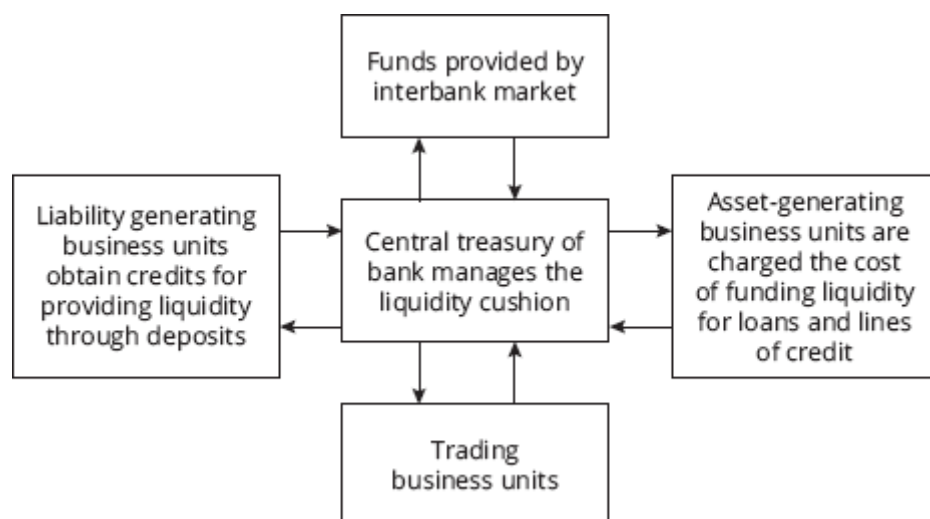 Funds provided by
interbank market
Liability generating
business units
obtain credits for
providing liquidity
through deposits
Central treasury of
bank manages the
liquidity cushion
Asset-generating
business units are
charged the cost
of funding liquidity
for loans and lines
of credit
Trading
business units